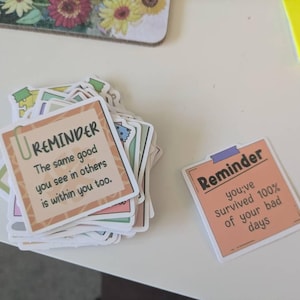 REMINDER
The same good
you see in others
is within you too.
Reminder
you've
survived 100%
of your bad
days